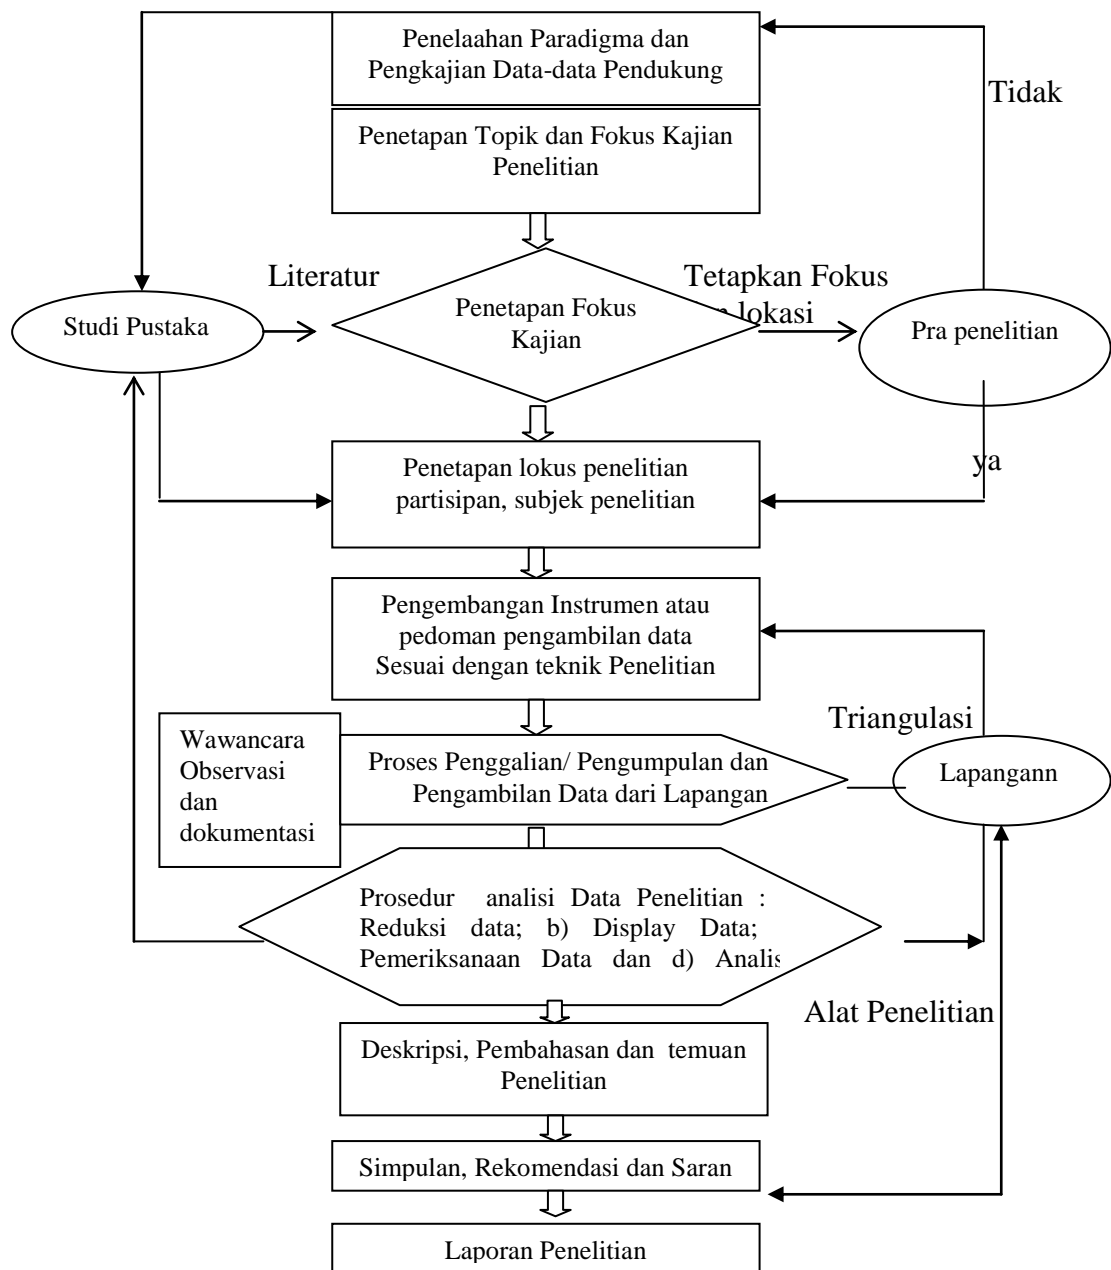 Penelaahan Paradigma dan
Pengkajian Data-data Pendukung
Tidak
Penetapan Topik dan Fokus Kajian
Penelitian
Literatur
Tetapkan Fokus
lokasi
Penetapan Fokus
Kajian
Studi Pustaka
Pra penelitian
Penetapan lokus penelitian
partisipan, subjek penelitian
ya
Pengembangan Instrumen atau
pedoman pengambilan data
Sesuai dengan teknik Penelitian
Triangulasi
Wawancara
Observasi
dan
dokumentasi
Proses Penggalian/ Pengumpulan dan
Pengambilan Data dari Lapangan
Lapangann
Prosedur analisi Data Penelitian :
Reduksi data; b) Display Data;
Pemeriksanaan Data dan d) Analis
Alat Penelitian
Deskripsi, Pembahasan dan temuan
Penelitian
Simpulan, Rekomendasi dan Saran
Laporan Penelitian